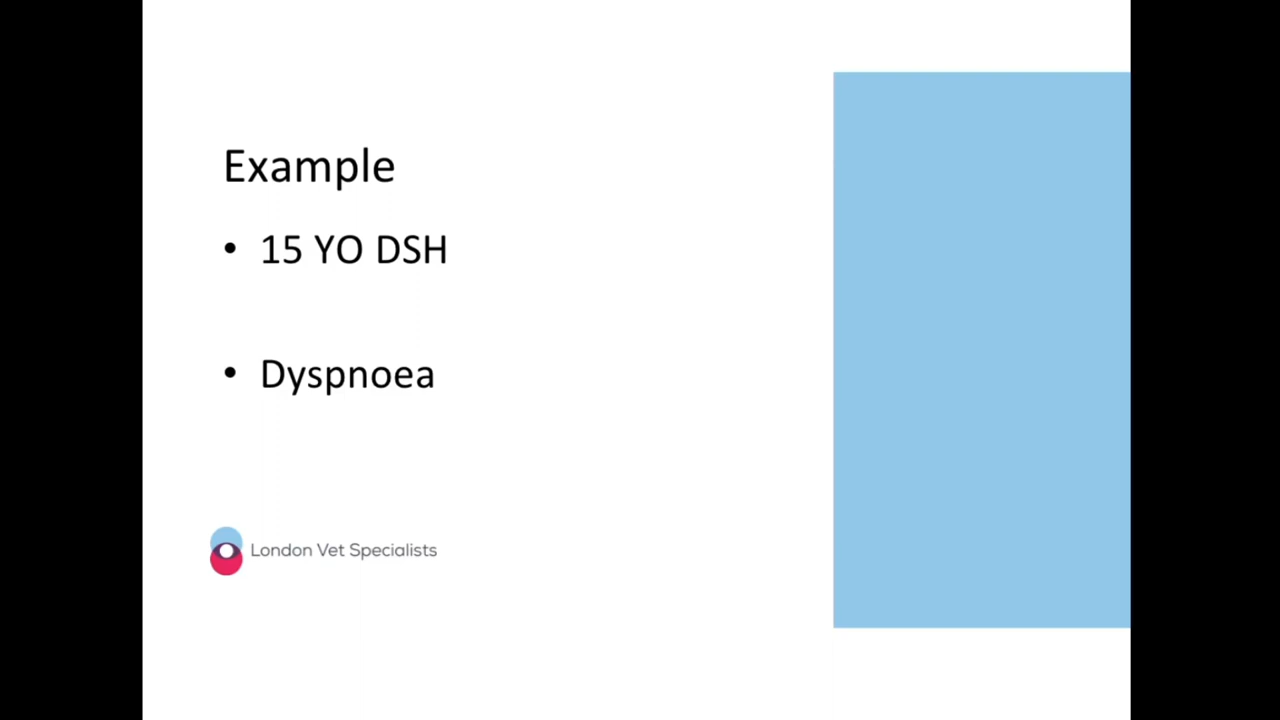 Example
• 15 YO DSH
• Dyspnoea
London Vet Specialists